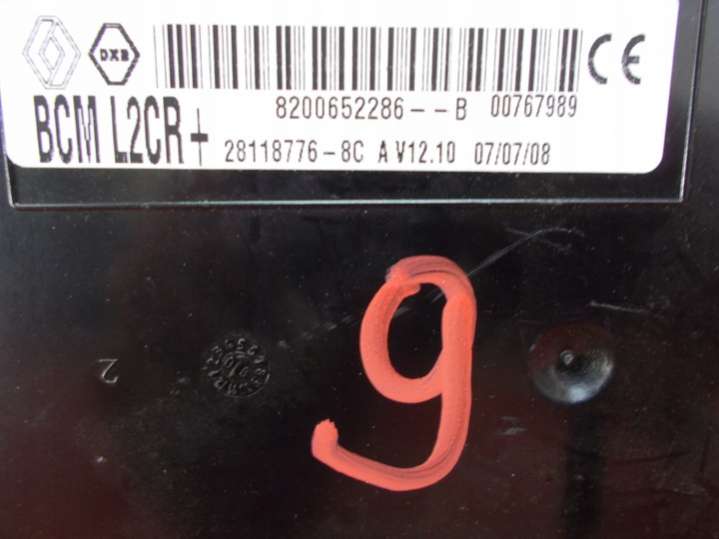 DXB
CE
8200652286--B 00767989
BCM L2CR+
28118776-8C A V12.10 07/07/08
9
2